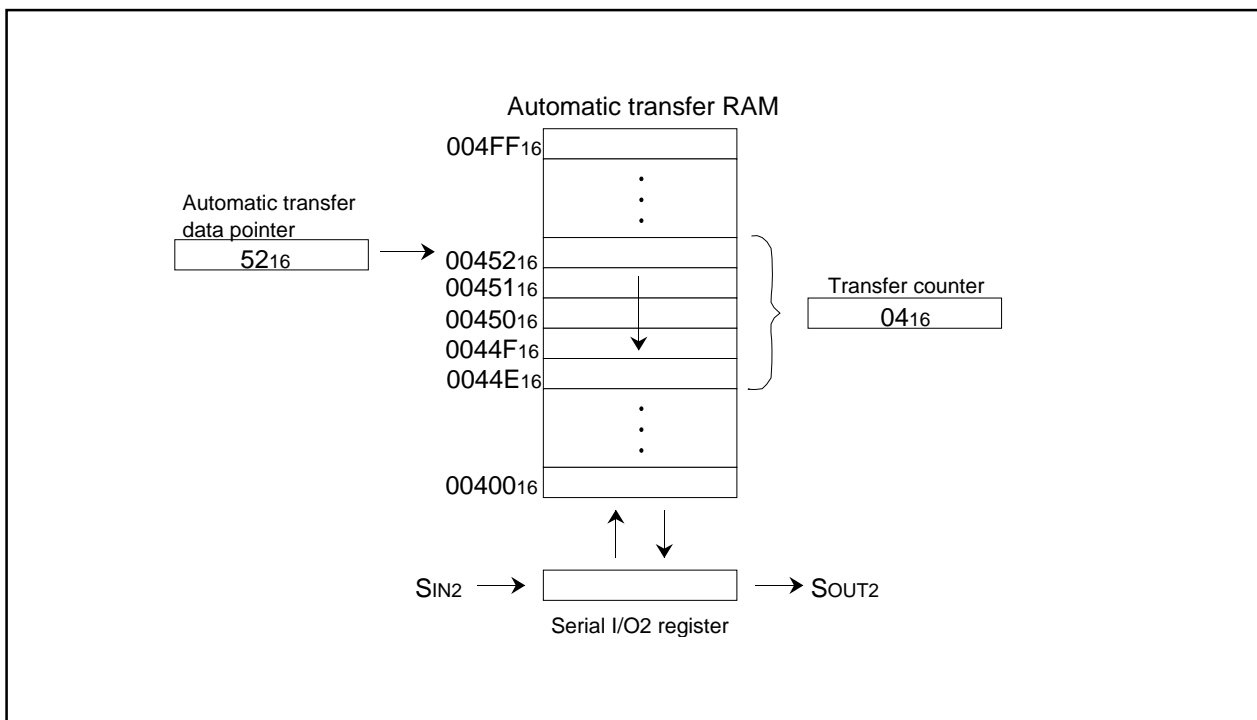 Automatic transfer RAM
004FF16
Automatic transfer
data pointer
5216
0045216
0045116
0045016
0044F16
0044E16
Transfer counter
0416
0040016
SIN2
SOUT2
Serial I/O2 register